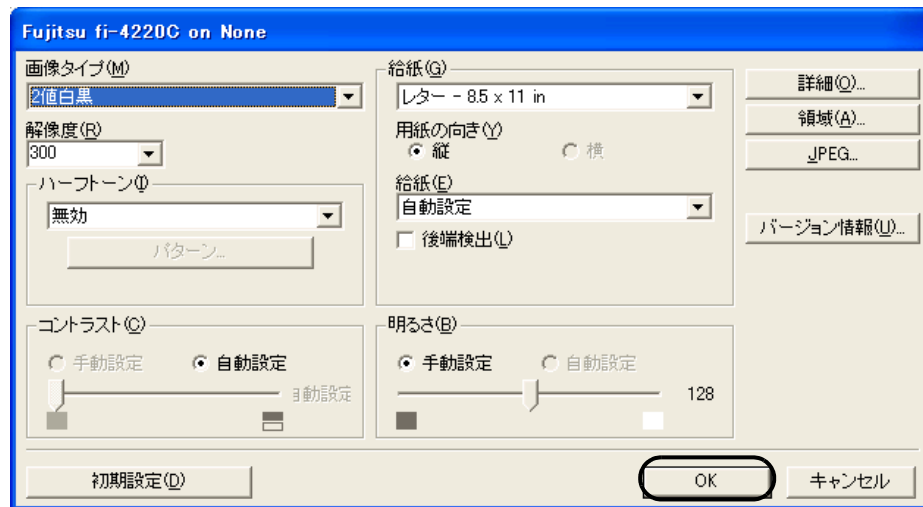 Fujitsu fi-4220C on None
画像タイプ(M)
2値白黒
解像度(R)
300
ハーフトーン(I)
無効
パターン...
給紙(G)
レター - 8.5 x 11 in
用紙の向き(Y)
縦 横
給紙(E)
自動設定
後端検出(L)
詳細(O)...
領域(A)...
JPEG...
バージョン情報(U)...
コントラスト(C)
手動設定 自動設定
自動設定
明るさ(B)
手動設定 自動設定
128
初期設定(D)
OK
キャンセル